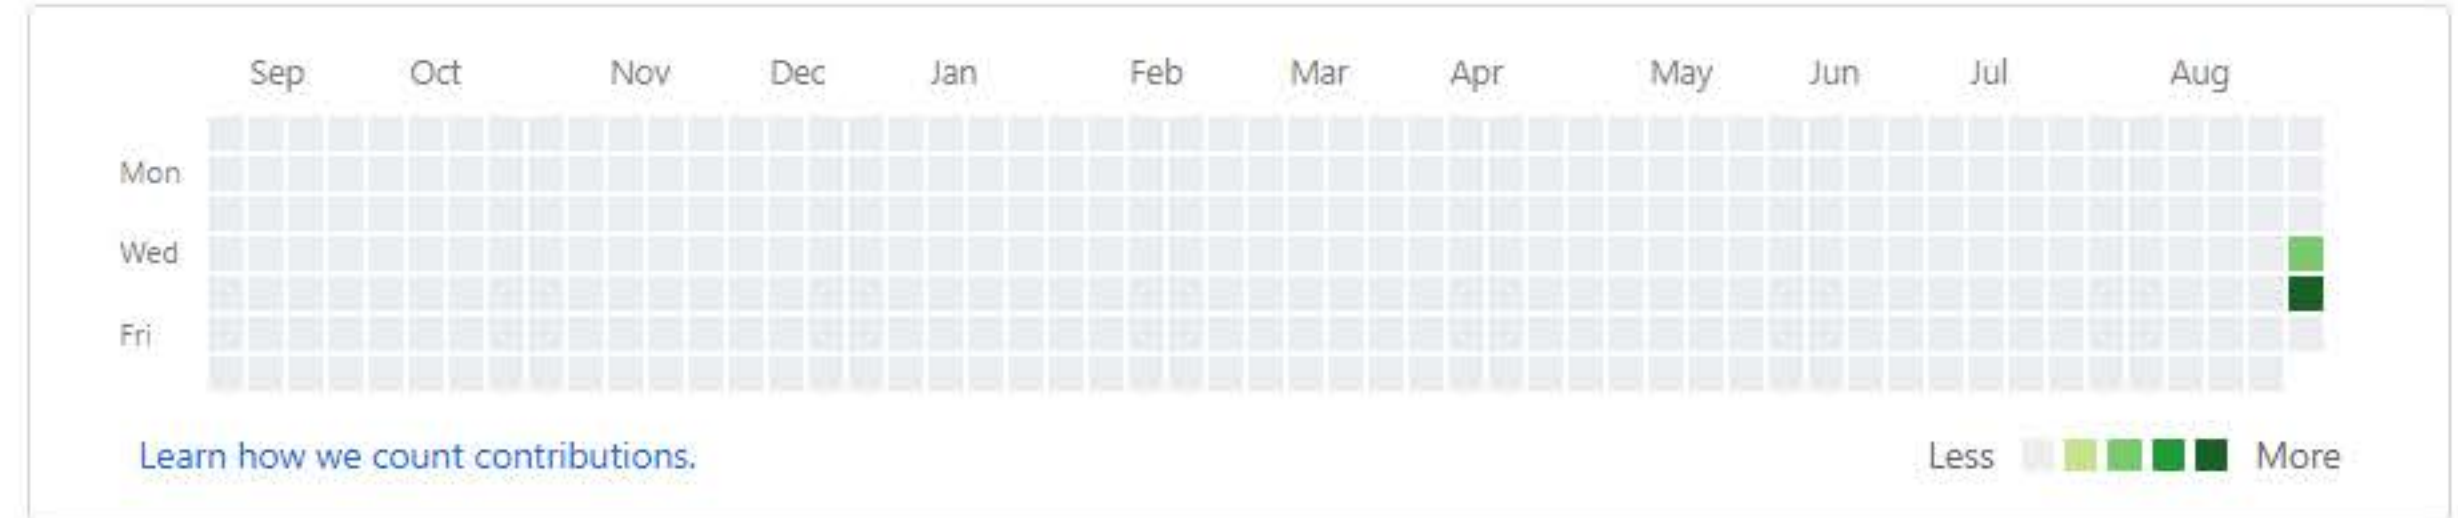 Sep Oct Nov Dec Jan Feb Mar Apr May Jun Jul Aug
Mon
Wed
Fri
Learn how we count contributions. Less More